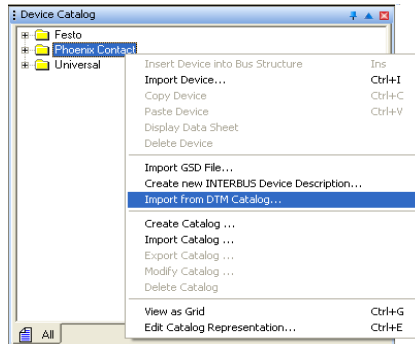 Device Catalog
Festo
Phoenix Contact
Universal
Insert Device into Bus Structure Ins
Import Device... Ctrl+I
Copy Device Ctrl+C
Paste Device Ctrl+V
Display Data Sheet
Delete Device
Import GSD File...
Create new INTERBUS Device Description...
Import from DTM Catalog...
Create Catalog ...
Import Catalog ...
Export Catalog ...
Modify Catalog ...
Delete Catalog
View as Grid Ctrl+G
Edit Catalog Representation... Ctrl+E
All